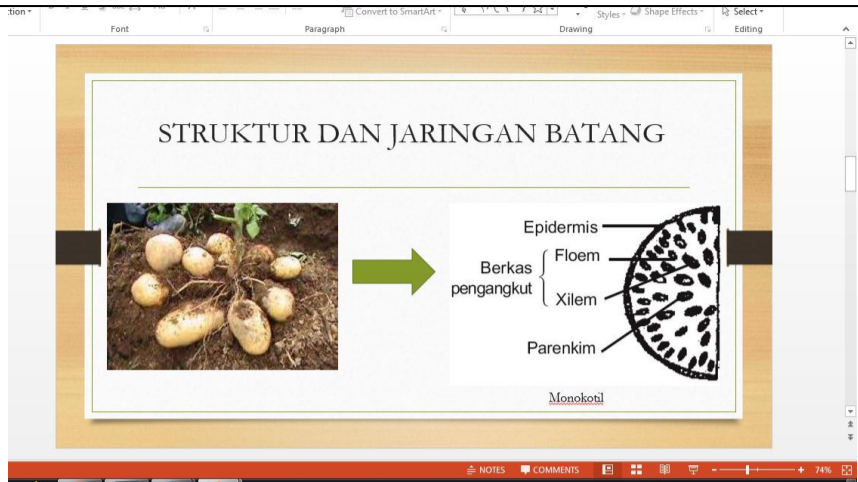 Convert to SmartArt
Styles
Shape Effects
Select
Font
Paragraph
Drawing
Editing
STRUKTUR DAN JARINGAN BATANG
Epidermis
Floem
Berkas
pengangkut
Xilem
Parenkim
Monokotil
NOTES
COMMENTS
74%